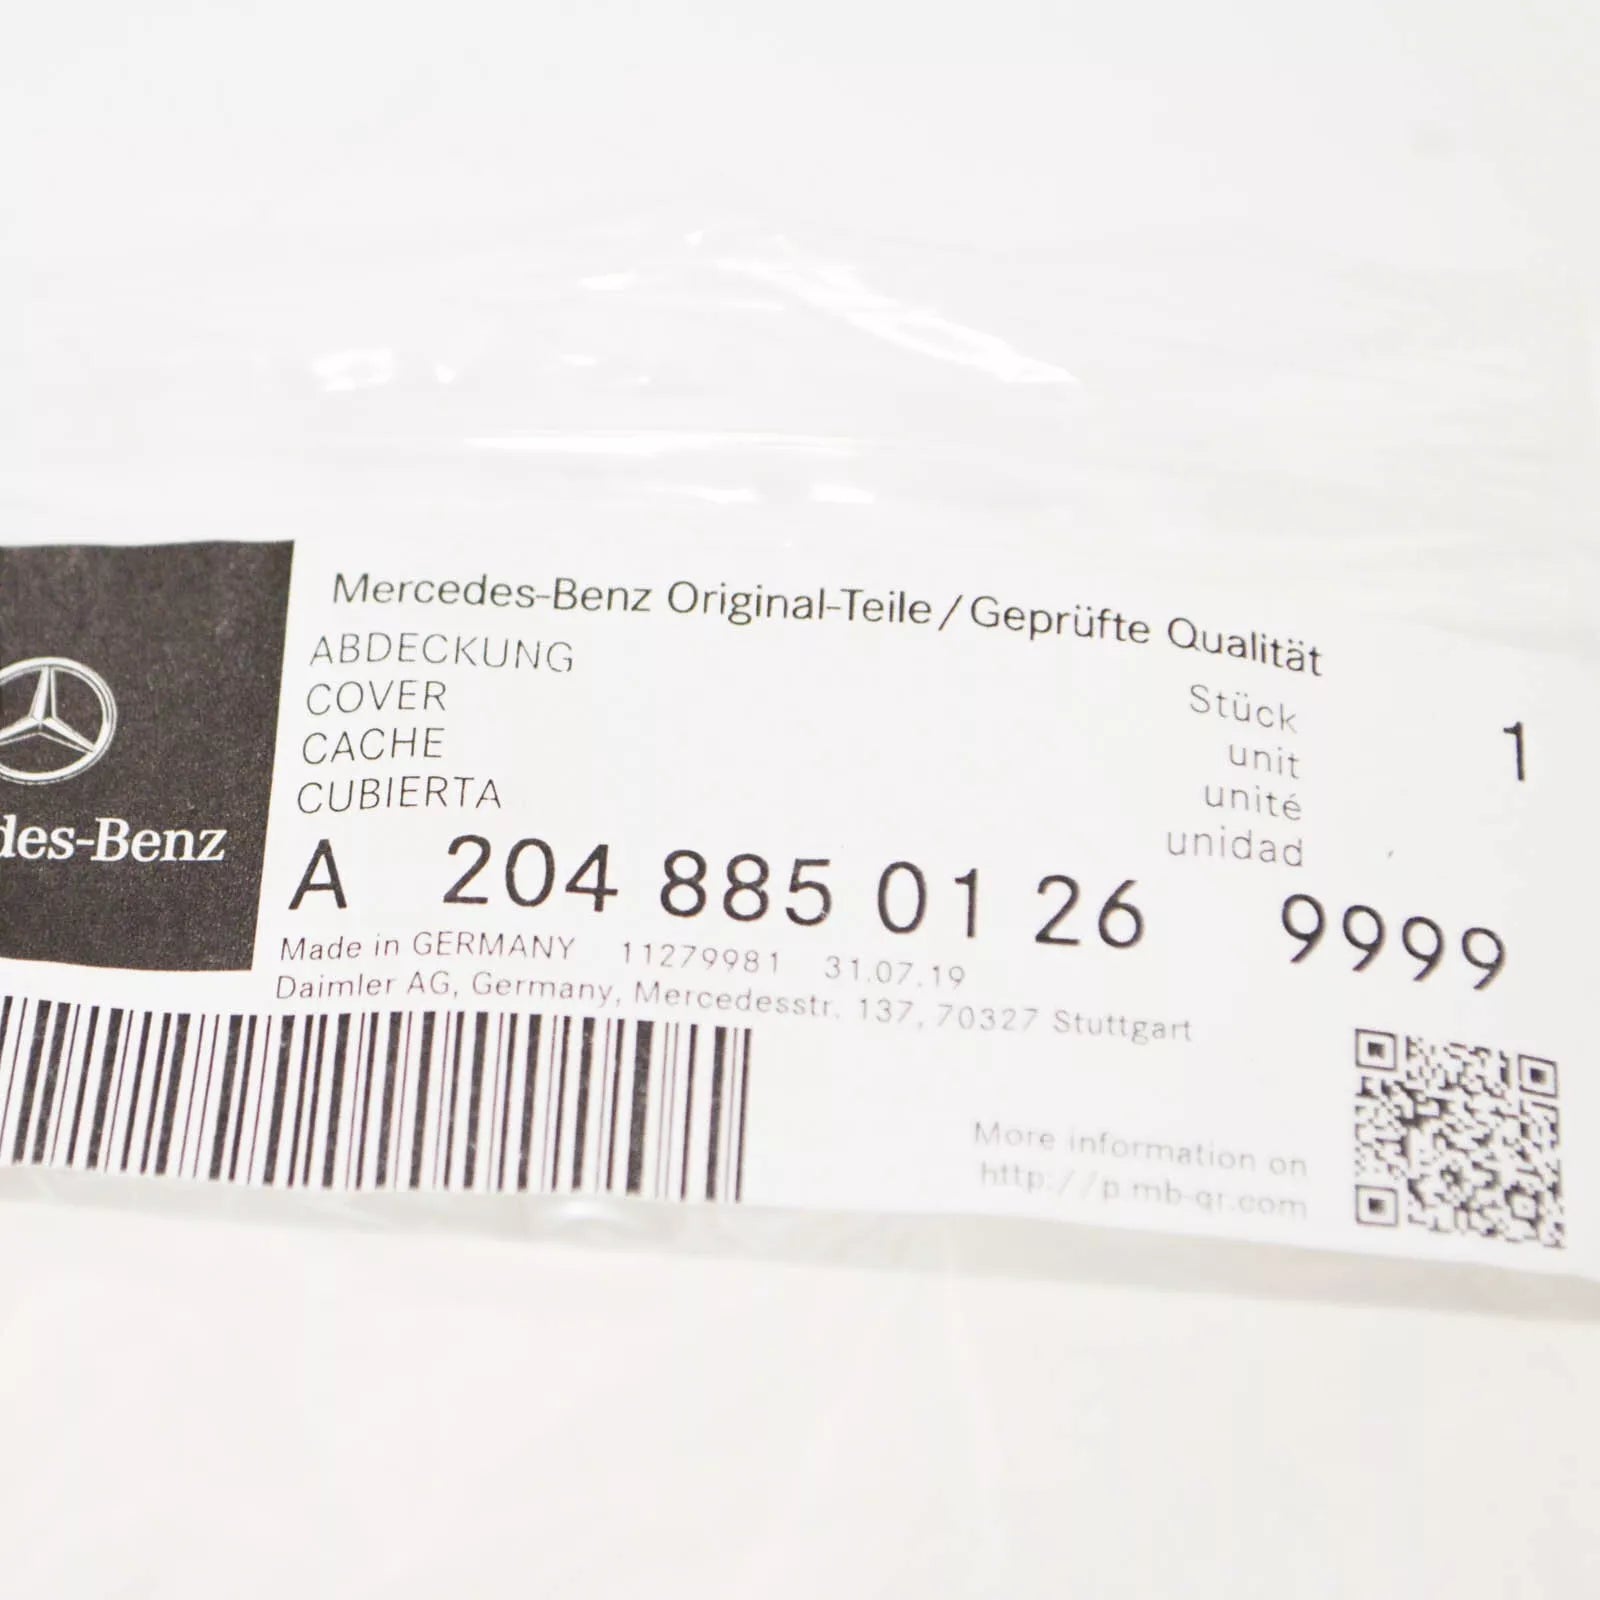 Mercedes-Benz Original-Teile / Geprüfte Qualität
ABDECKUNG
COVER
CACHE
CUBIERTA
Stück 1
unit
unité
unidad
des-Benz
A 204 885 01 26 9999
Made in GERMANY 11279981 31.07.19
Daimler AG, Germany, Mercedesstr. 137, 70327 Stuttgart
More information on
http://p.mb-qr.com